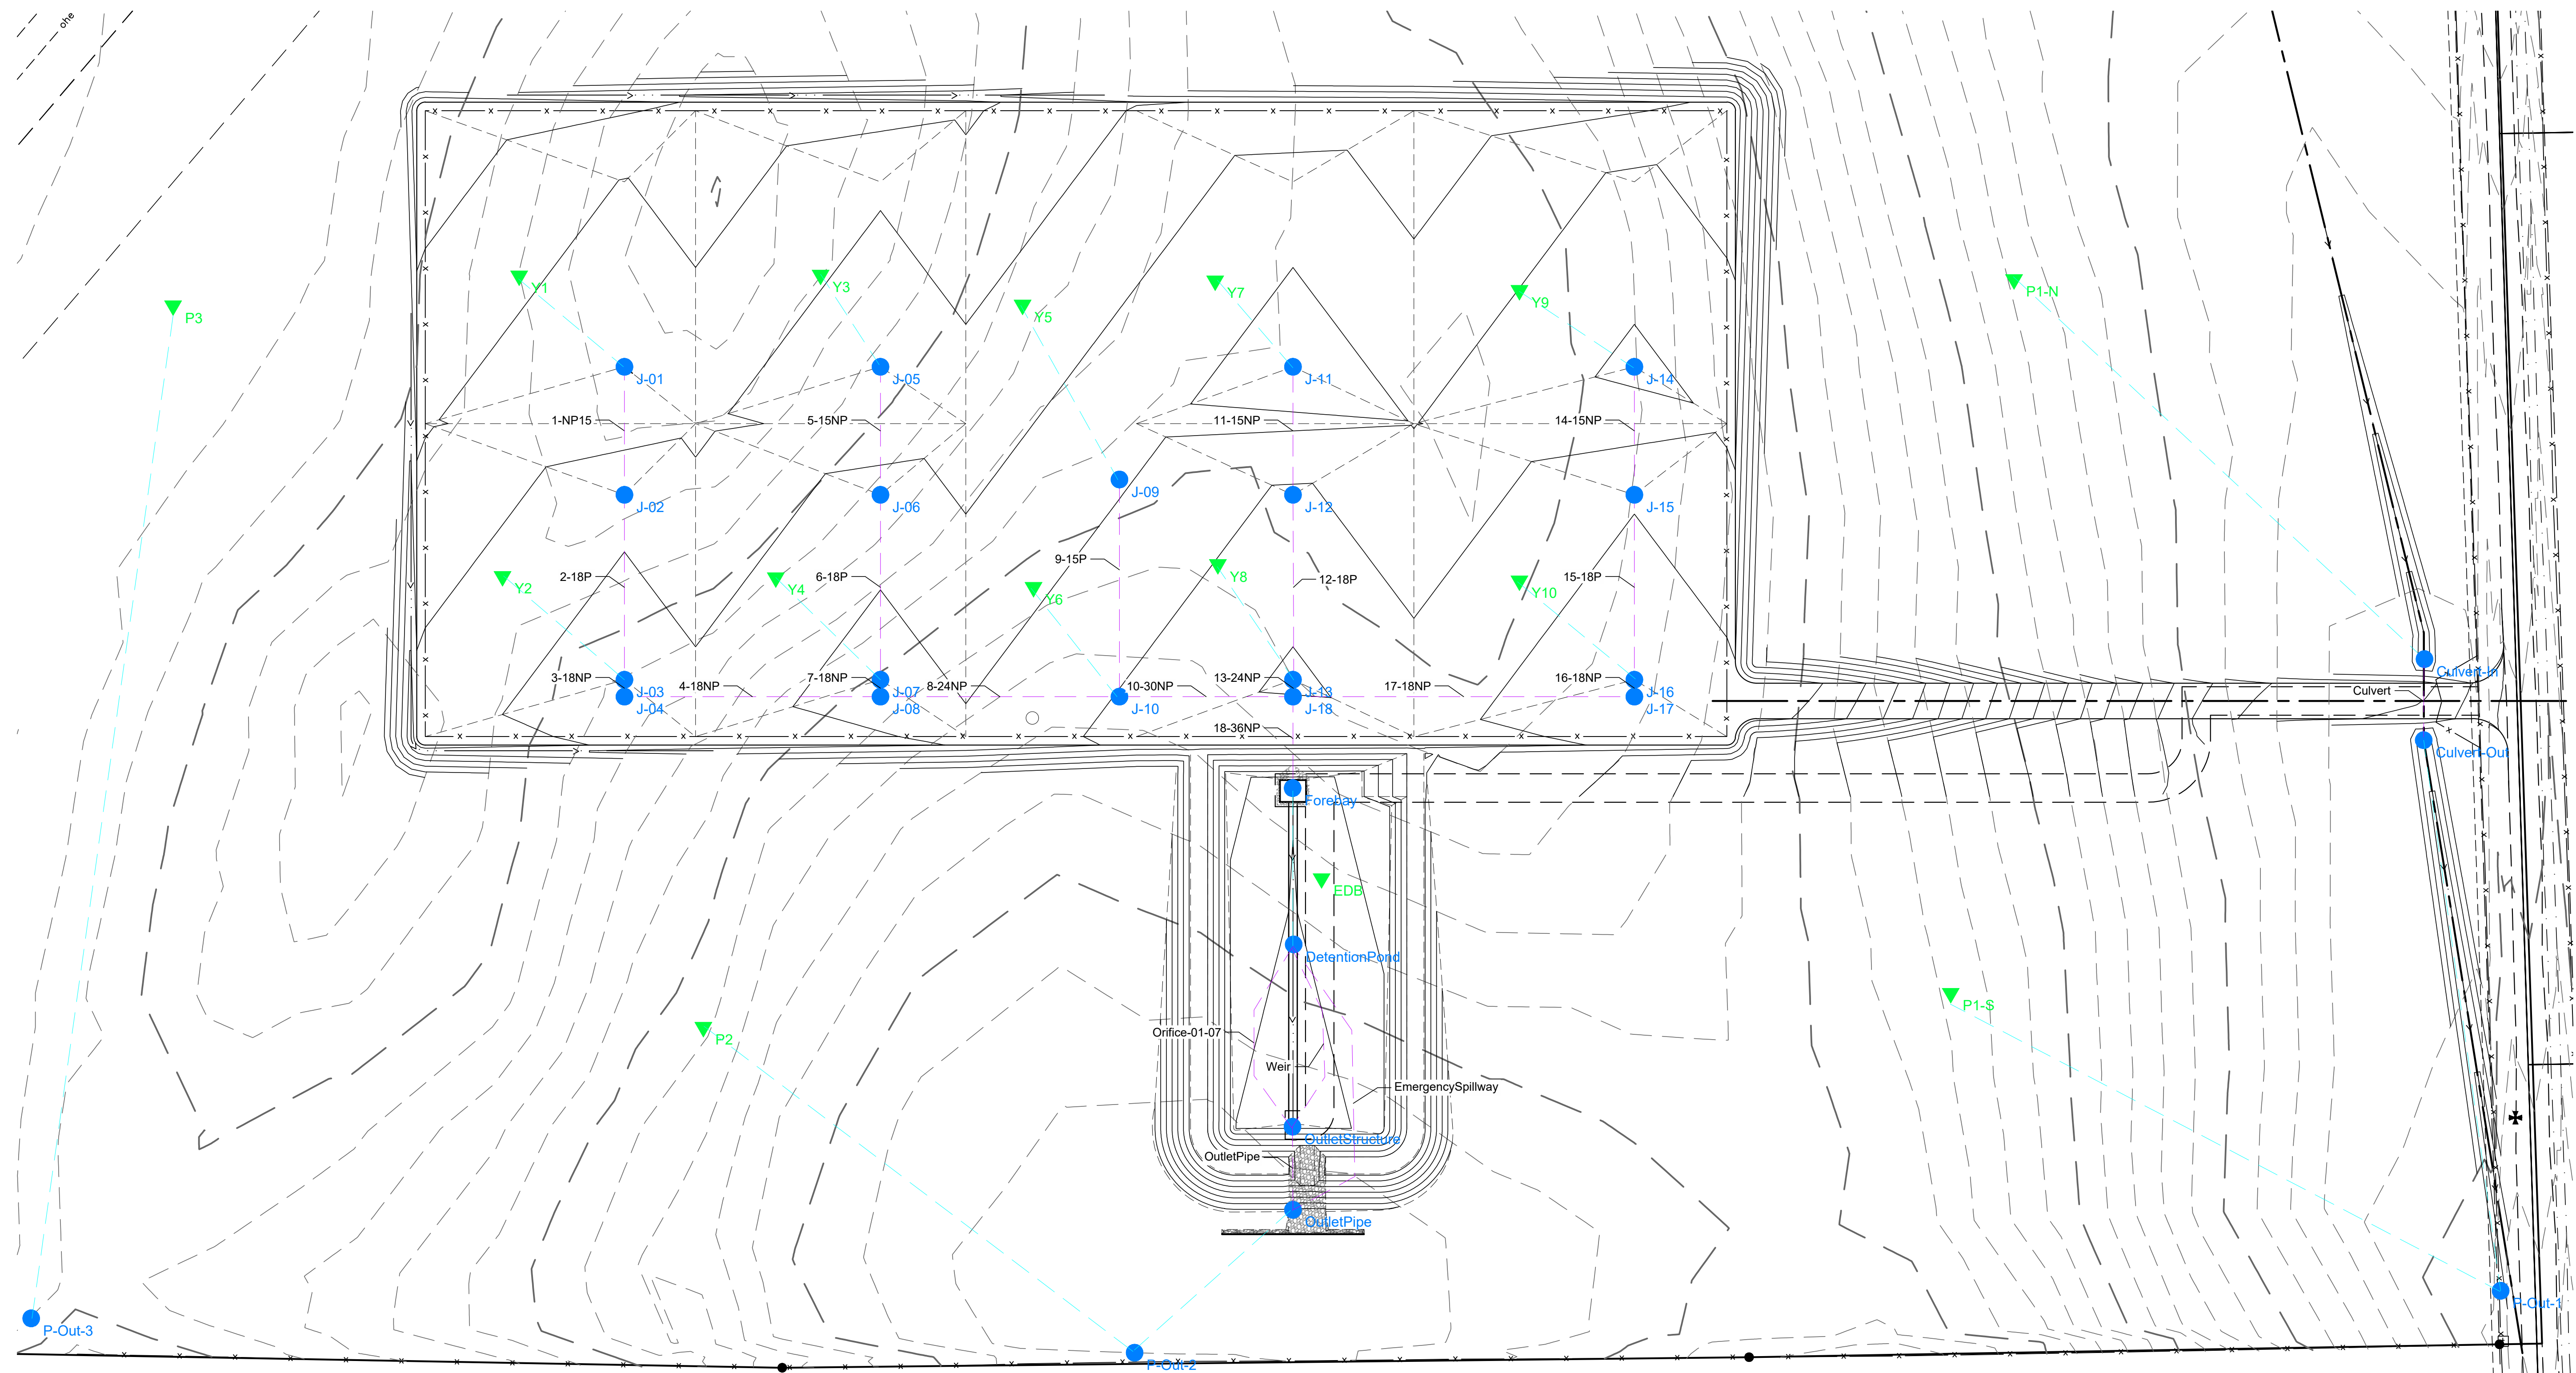 ohe
Y1
Y3
Y7
P1-N
Y9
P3
Y5
J-01
J-05
J-11
J-14
1-NP15
5-15NP
11-15NP
14-15NP
J-09
J-02
J-06
J-12
J-15
9-15P
Y8
2-18P
6-18P
12-18P
15-18P
Y2
Y4
Y6
Y10
3-18NP
7-18NP
13-24NP
16-18NP
Culvert-In
4-18NP
8-24NP
10-30NP
17-18NP
J-03
J-07
J-13
J-16
Culvert
J-04
J-08
J-10
J-18
J-17
18-36NP
Culvert-Out
Forebay
EDB
DetentionPond
P1-S
Orifice-01-07
P2
Weir
EmergencySpillway
OutletStructure
OutletPipe
OutletPipe
P-Out-1
P-Out-3
P-Out-2